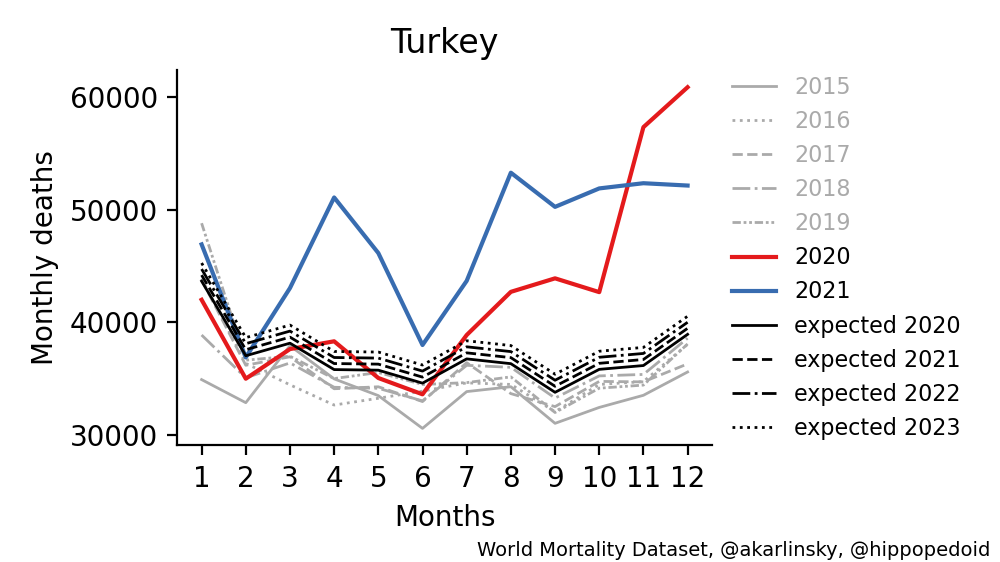 Turkey
Monthly deaths
60000
50000
40000
30000
1 2 3 4 5 6 7 8 9 10 11 12
Months
2015
2016
2017
2018
2019
2020
2021
expected 2020
expected 2021
expected 2022
expected 2023
World Mortality Dataset, @akarlinsky, @hippopedoid